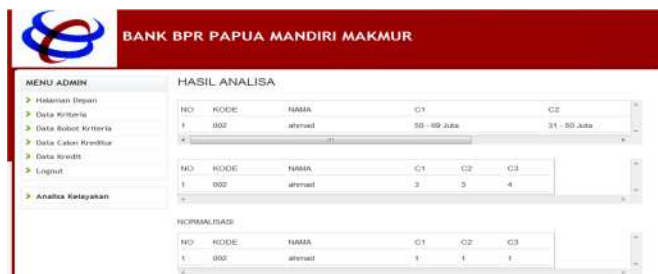 BANK BPR PAPUA MANDIRI MAKMUR
MENU ADMIN
Halaman Depan
Data Kriteria
Data Bobot Kriteria
Data Calon Kreditur
Data Kredit
Logout
Analisa Kelayakan
HASIL ANALISA
NO KODE NAMA C1 C2
1 002 ahmad 50 - 69 Juta 31 - 50 Juta
NO KODE NAMA C1 C2 C3
1 002 ahmad 3 3 4
NORMALISASI
NO KODE NAMA C1 C2 C3
1 002 ahmad 1 1 1